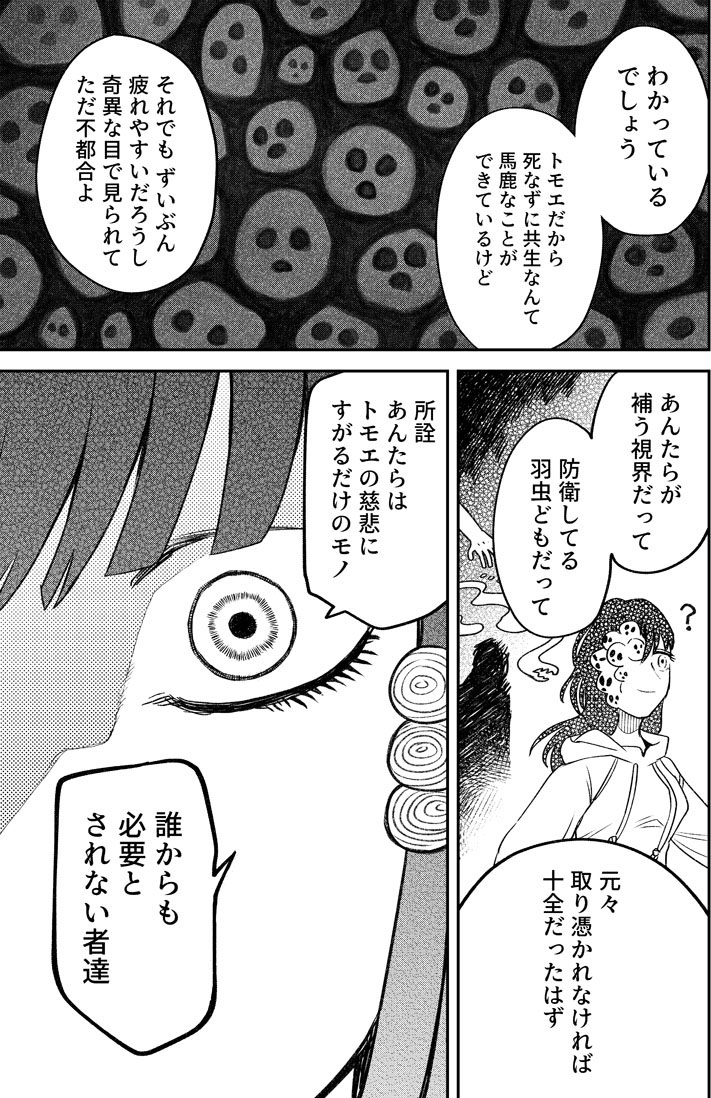 わかっている
でしょう
トモエだから
死なずに共生なんて
馬鹿なことが
できているけど
それでも ずいぶん
疲れやすいだろうし
奇異な目で見られて
ただ不都合よ
あんたらが
補う視界だって
防衛してる
羽虫どもだって
?
元々
取り憑かれなければ
十全だったはず
所詮
あんたらは
トモエの慈悲に
すがるだけのモノ
誰からも
必要と
されない者達